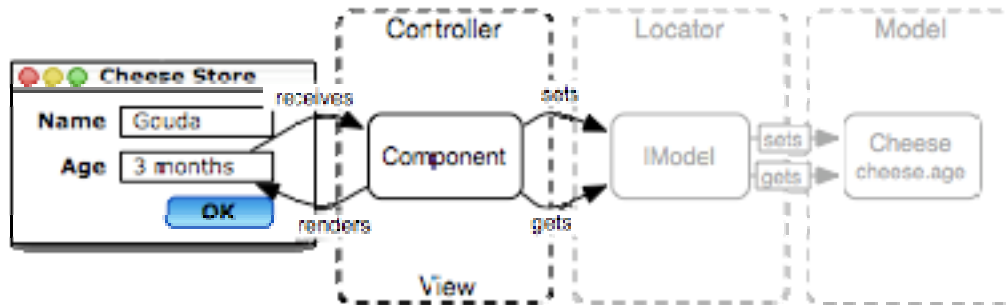 Controller
Locator
Model
Cheese Store
receives
sets
Name
Gouda
Age
3 months
Component
IModel
sets
gets
Cheese
cheese.age
OK
renders
gets
View